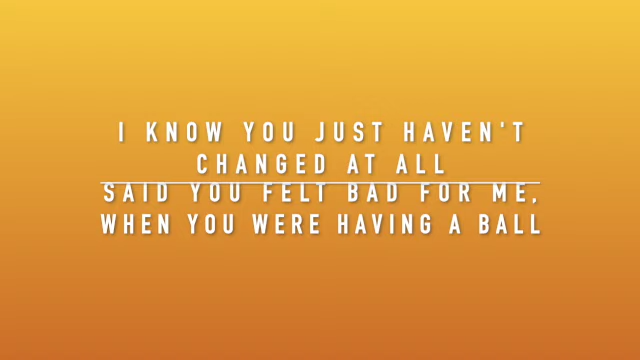 I KNOW YOU JUST HAVEN'T
CHANGED AT ALL
SAID YOU FELT BAD FOR ME,
WHEN YOU WERE HAVING A BALL